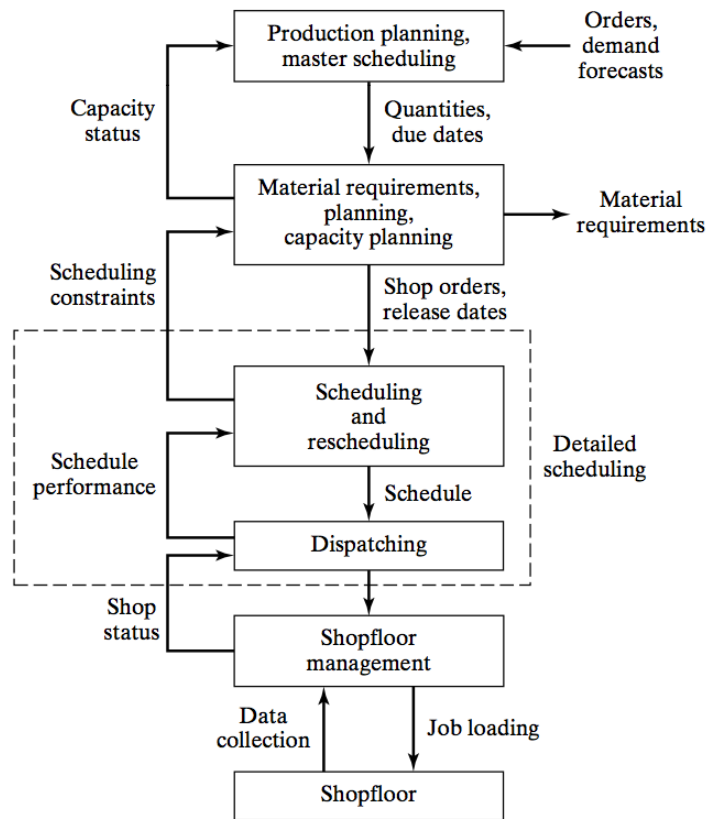 Production planning,
master scheduling
Orders,
demand
forecasts
Capacity
status
Quantities,
due dates
Material requirements,
planning,
capacity planning
Material
requirements
Scheduling
constraints
Shop orders,
release dates
Scheduling
and
rescheduling
Detailed
scheduling
Schedule
performance
Schedule
Dispatching
Shop
status
Shopfloor
management
Data
collection
Job loading
Shopfloor